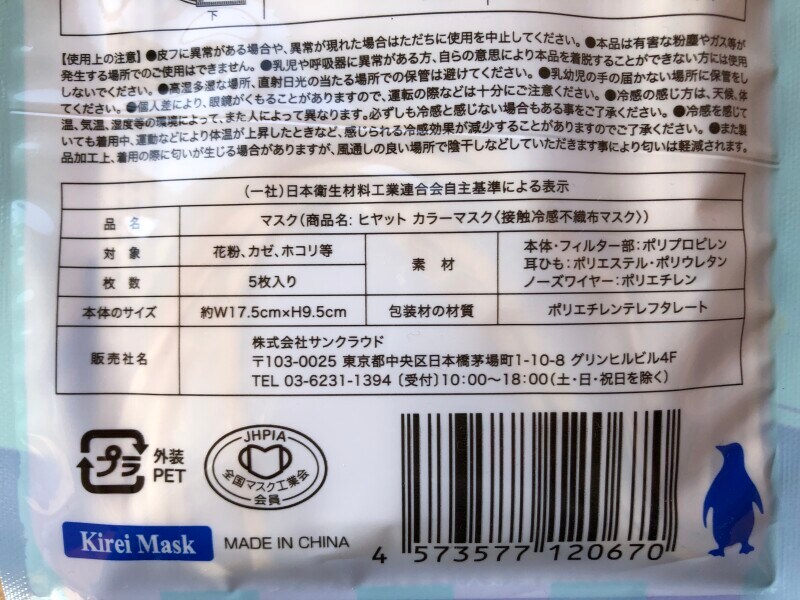 下
【使用上の注意】●皮フに異常がある場合や、異常が現れた場合はただちに使用を中止してください。●本品は有害な粉塵やガス等が
発生する場所でのご使用はできません。●乳児や呼吸器に異常がある方、自らの意思により本品を着脱することができない方には使用
しないでください。●高温多湿な場所、直射日光の当たる場所での保管は避けてください。●乳幼児の手の届かない場所に保管をし
てください。●個人差により、眼鏡がくもることがありますので、運転の際などは十分にご注意ください。●冷感の感じ方は、天候、体
温、気温、湿度等の環境によって、また人によって異なります。必ずしも冷感と感じない場合もある事をご了承ください。●冷感を感じて
いても着用中、運動などにより体温が上昇したときなど、感じられる冷感効果が減少することがありますのでご了承ください。●また製
品加工上、着用の際に匂いが生じる場合がありますが、風通しの良い場所で陰干しなどしていただきます事により匂いは軽減されます。
(一社)日本衛生材料工業連合会自主基準による表示
品 名 マスク(商品名: ヒヤット カラーマスク〈接触冷感不織布マスク〉)
対 象 花粉、カゼ、ホコリ等
枚 数 5枚入り
素 材
本体・フィルター部:ポリプロピレン
耳ひも:ポリエステル・ポリウレタン
ノーズワイヤー:ポリエチレン
本体のサイズ 約W17.5cm×H9.5cm 包装材の材質 ポリエチレンテレフタレート
販売社名
株式会社サンクラウド
〒103-0025 東京都中央区日本橋茅場町1-10-8 グリンヒルビル4F
TEL 03-6231-1394〔受付〕10:00〜18:00(土・日・祝日を除く)
プラ
外装
PET
JHPIA
全国マスク工業会
会員
Kirei Mask
MADE IN CHINA
4 573577 120670